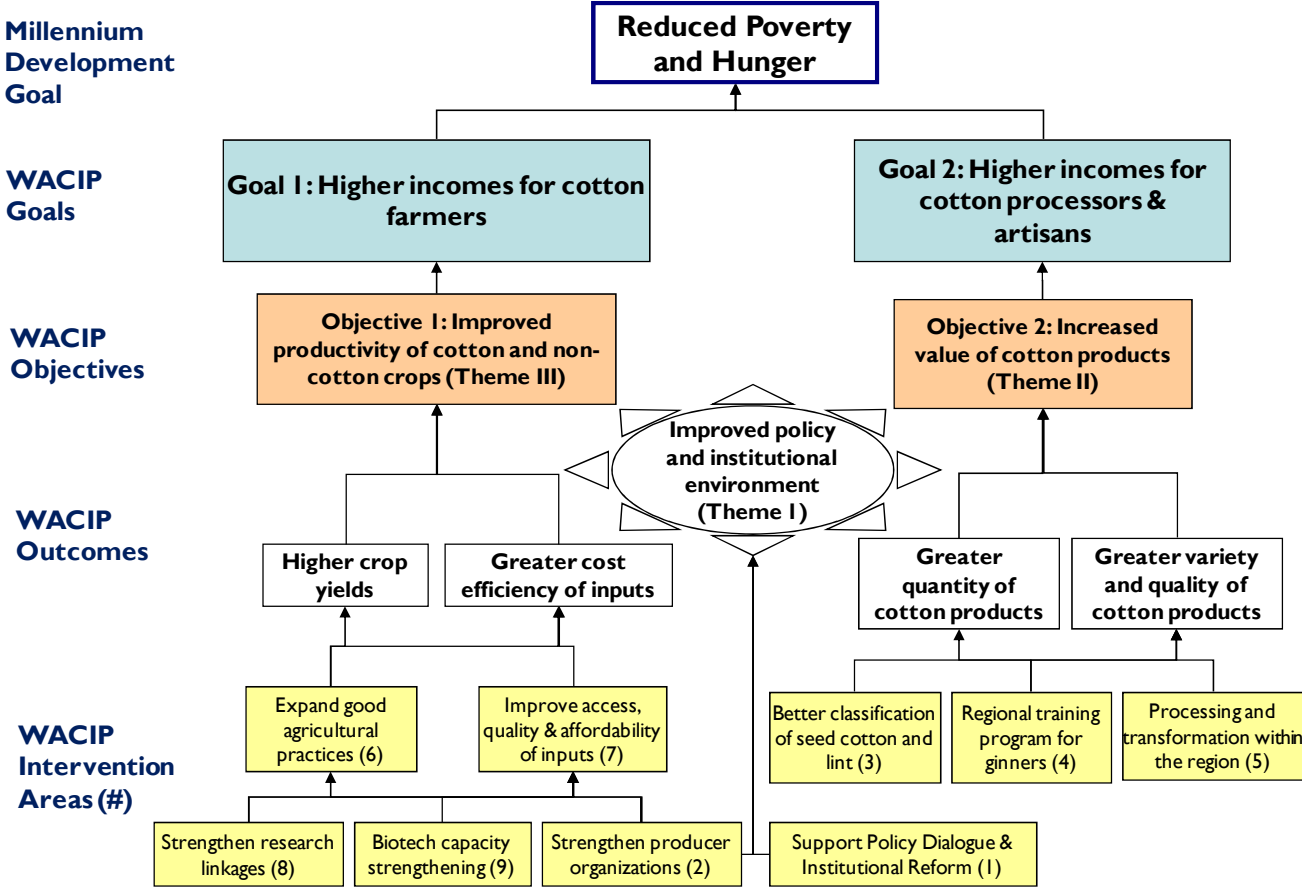 Millennium
Development
Goal
Reduced Poverty
and Hunger
WACIP
Goals
Goal 1: Higher incomes for cotton
farmers
Goal 2: Higher incomes for
cotton processors &
artisans
WACIP
Objectives
Objective 1: Improved
productivity of cotton and non-
cotton crops (Theme III)
Objective 2: Increased
value of cotton products
(Theme II)
Improved policy
and institutional
environment
(Theme I)
WACIP
Outcomes
Higher crop
yields
Greater cost
efficiency of inputs
Greater
quantity of
cotton products
Greater variety
and quality of
cotton products
WACIP
Intervention
Areas (#)
Expand good
agricultural
practices (6)
Improve access,
quality & affordability
of inputs (7)
Better classification
of seed cotton and
lint (3)
Regional training
program for
ginners (4)
Processing and
transformation within
the region (5)
Strengthen research
linkages (8)
Biotech capacity
strengthening (9)
Strengthen producer
organizations (2)
Support Policy Dialogue &
Institutional Reform (1)